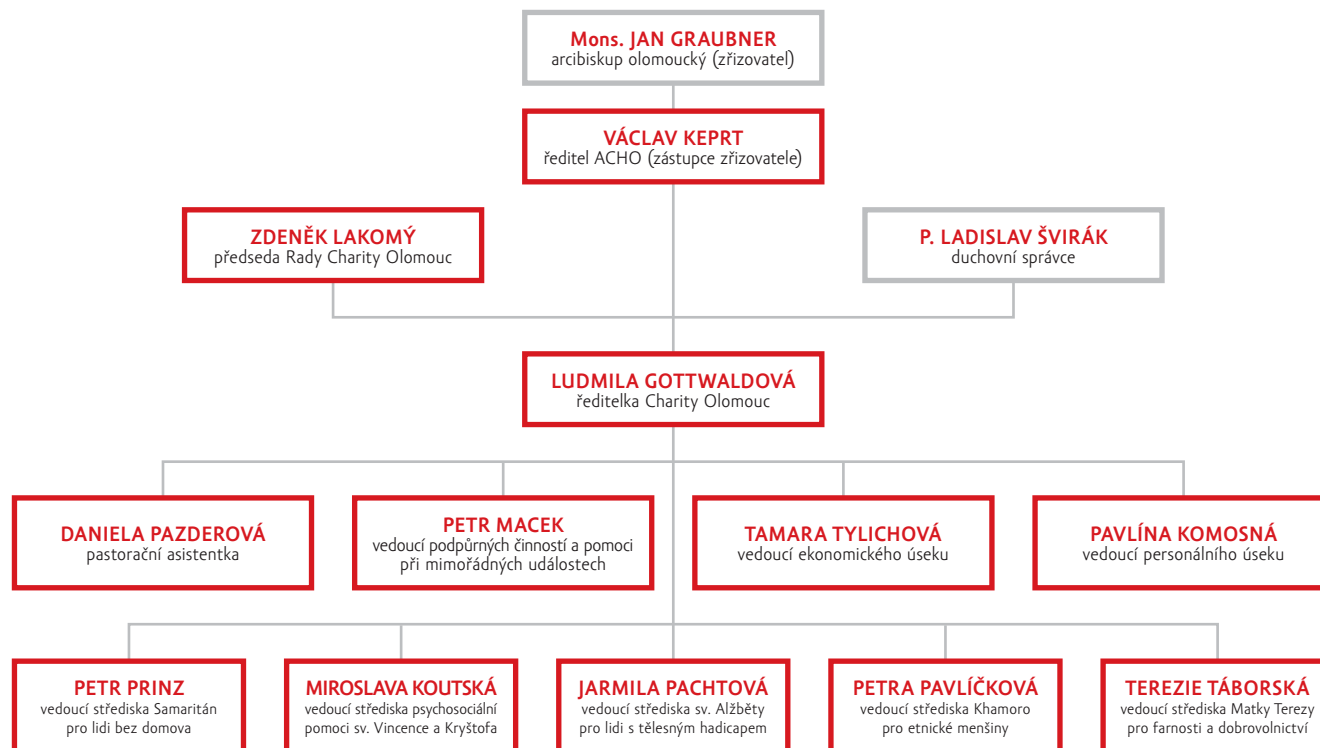 Mons. JAN GRAUBNER
arcibiskup olomoucký (zřizovatel)
VÁCLAV KEPRT
ředitel ACHO (zástupce zřizovatele)
ZDENĚK LAKOMÝ
předseda Rady Charity Olomouc
P. LADISLAV ŠVIRÁK
duchovní správce
LUDMILA GOTTWALDOVÁ
ředitelka Charity Olomouc
DANIELA PAZDEROVÁ
pastorační asistentka
PETR MACEK
vedoucí podpůrných činností a pomoci
při mimořádných událostech
TAMARA TYLICHOVÁ
vedoucí ekonomického úseku
PAVLÍNA KOMOSNÁ
vedoucí personálního úseku
PETR PRINZ
vedoucí střediska Samaritán
pro lidi bez domova
MIROSLAVA KOUTSKÁ
vedoucí střediska psychosociální
pomoci sv. Vincence a Kryštofa
JARMILA PACHTOVÁ
vedoucí střediska sv. Alžběty
pro lidi s tělesným hadicapem
PETRA PAVLÍČKOVÁ
vedoucí střediska Khamoro
pro etnické menšiny
TEREZIE TÁBORSKÁ
vedoucí střediska Matky Terezy
pro farnosti a dobrovolnictví